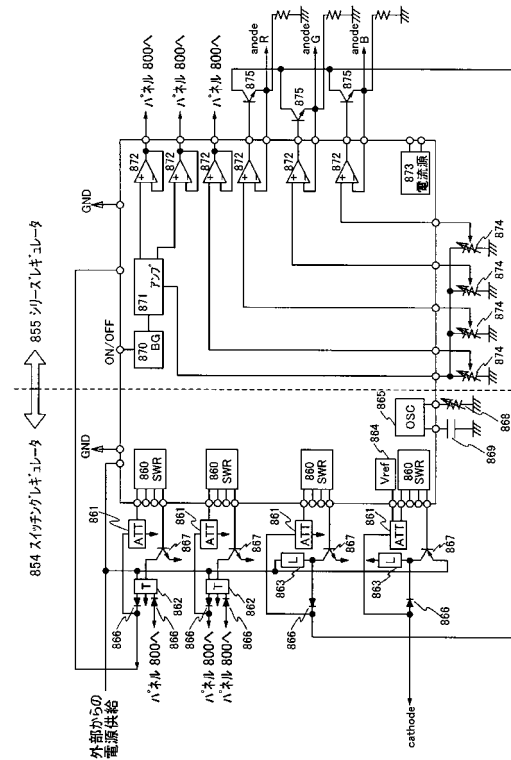 854 スイッチングレギュレータ
855 シリーズレギュレータ
外部からの
電源供給
GND
ON/OFF
GND
パネル 800へ
パネル 800へ
パネル 800へ
870
BG
871
アンプ
872
872
872
872
872
872
875
875
875
anode
R
anode
G
anode
B
873
電流源
874
874
874
874
866
866
862
T
861
ATT
860
SWR
867
パネル 800へ
866
866
862
T
861
ATT
860
SWR
867
パネル 800へ
パネル 800へ
866
863
L
861
ATT
860
SWR
867
866
863
L
861
ATT
864
Vref
860
SWR
867
865
OSC
868
869
cathode